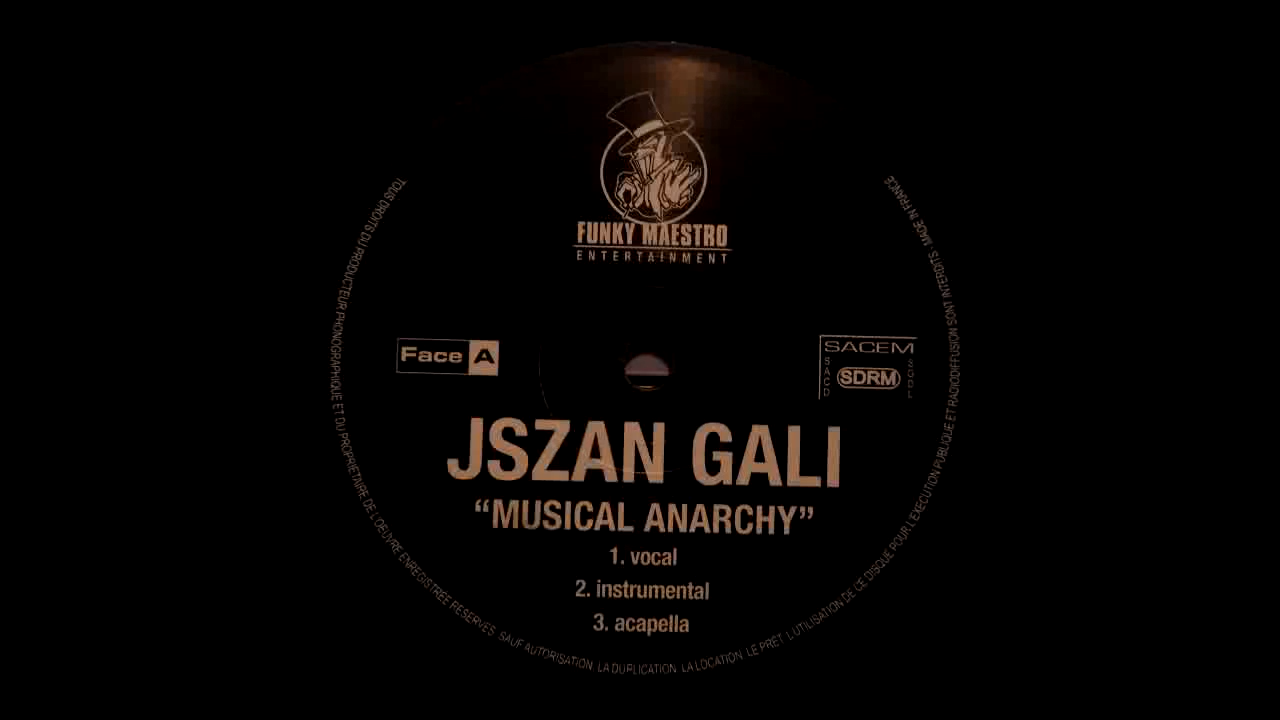 FUNKY MAESTRO
ENTERTAINMENT
Face A
SACEM
SACD
SDRM
SGDL
JSZAN GALI
“MUSICAL ANARCHY”
1. vocal
2. instrumental
3. acapella
TOUS DROITS DU PRODUCTEUR PHONOGRAPHIQUE ET DU PROPRIETAIRE DE L'OEUVRE ENREGISTREE RESERVES SAUF AUTORISATION LA DUPLICATION LA LOCATION LE PRET L'UTILISATION DE CE DISQUE POUR L'EXECUTION PUBLIQUE ET RADIODIFFUSION SONT INTERDITS - MADE IN FRANCE